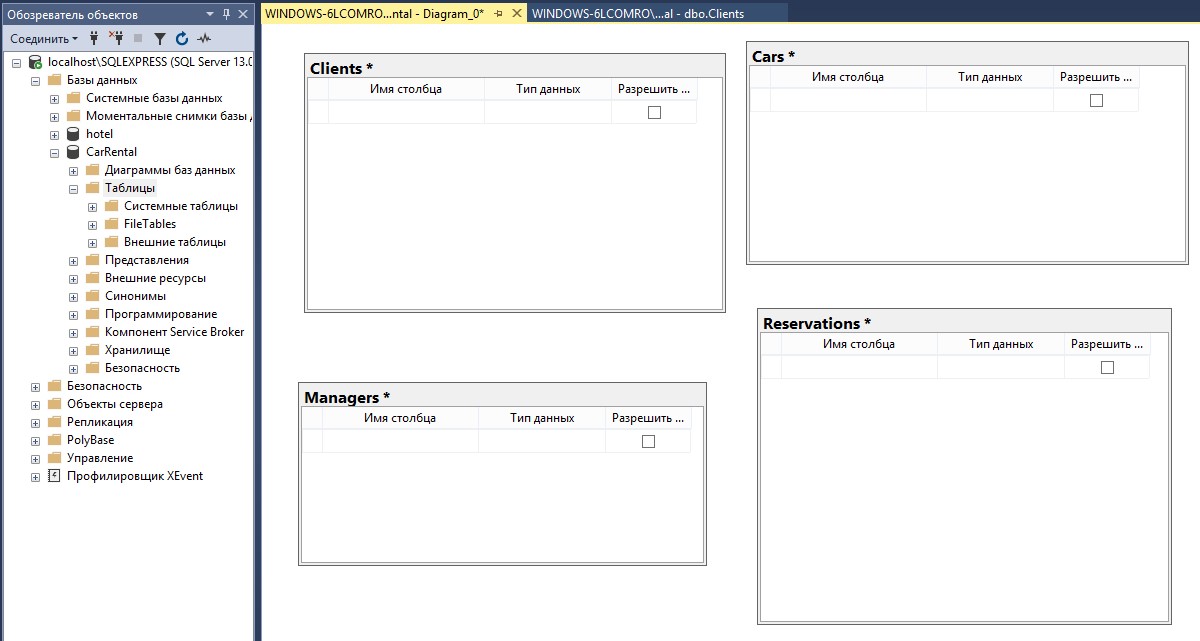 Обозреватель объектов
Соединить
localhost\SQLEXPRESS (SQL Server 13.0
Базы данных
Системные базы данных
Моментальные снимки базы д
hotel
CarRental
Диаграммы баз данных
Таблицы
Системные таблицы
FileTables
Внешние таблицы
Представления
Внешние ресурсы
Синонимы
Программирование
Компонент Service Broker
Хранилище
Безопасность
Безопасность
Объекты сервера
Репликация
PolyBase
Управление
Профилировщик XEvent
WINDOWS-6LCOMRO...ntal - Diagram_0* WINDOWS-6LCOMRO\...al - dbo.Clients
Clients *
Имя столбца Тип данных Разрешить ...
Cars *
Имя столбца Тип данных Разрешить ...
Managers *
Имя столбца Тип данных Разрешить ...
Reservations *
Имя столбца Тип данных Разрешить ...